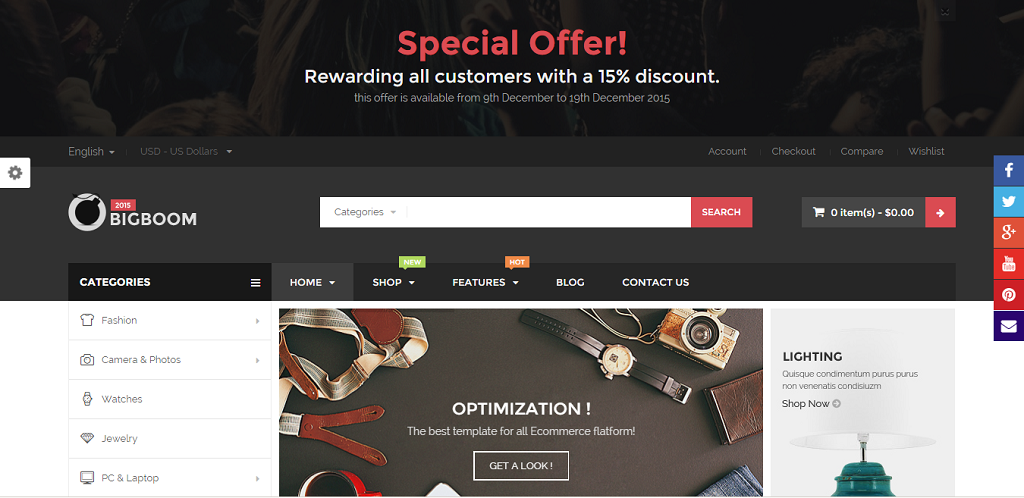 Special Offer!
Rewarding all customers with a 15% discount.
this offer is available from 9th December to 19th December 2015
English
USD - US Dollars
Account
Checkout
Compare
Wishlist
2015
BIGBOOM
Categories
SEARCH
0 item(s) - $0.00
CATEGORIES
HOME
SHOP
NEW
FEATURES
HOT
BLOG
CONTACT US
Fashion
Camera & Photos
Watches
Jewelry
PC & Laptop
OPTIMIZATION !
The best template for all Ecommerce flatform!
GET A LOOK !
LIGHTING
Quisque condimentum purus purus
non venenatis condisiuzm
Shop Now
f
g+
You
Tube